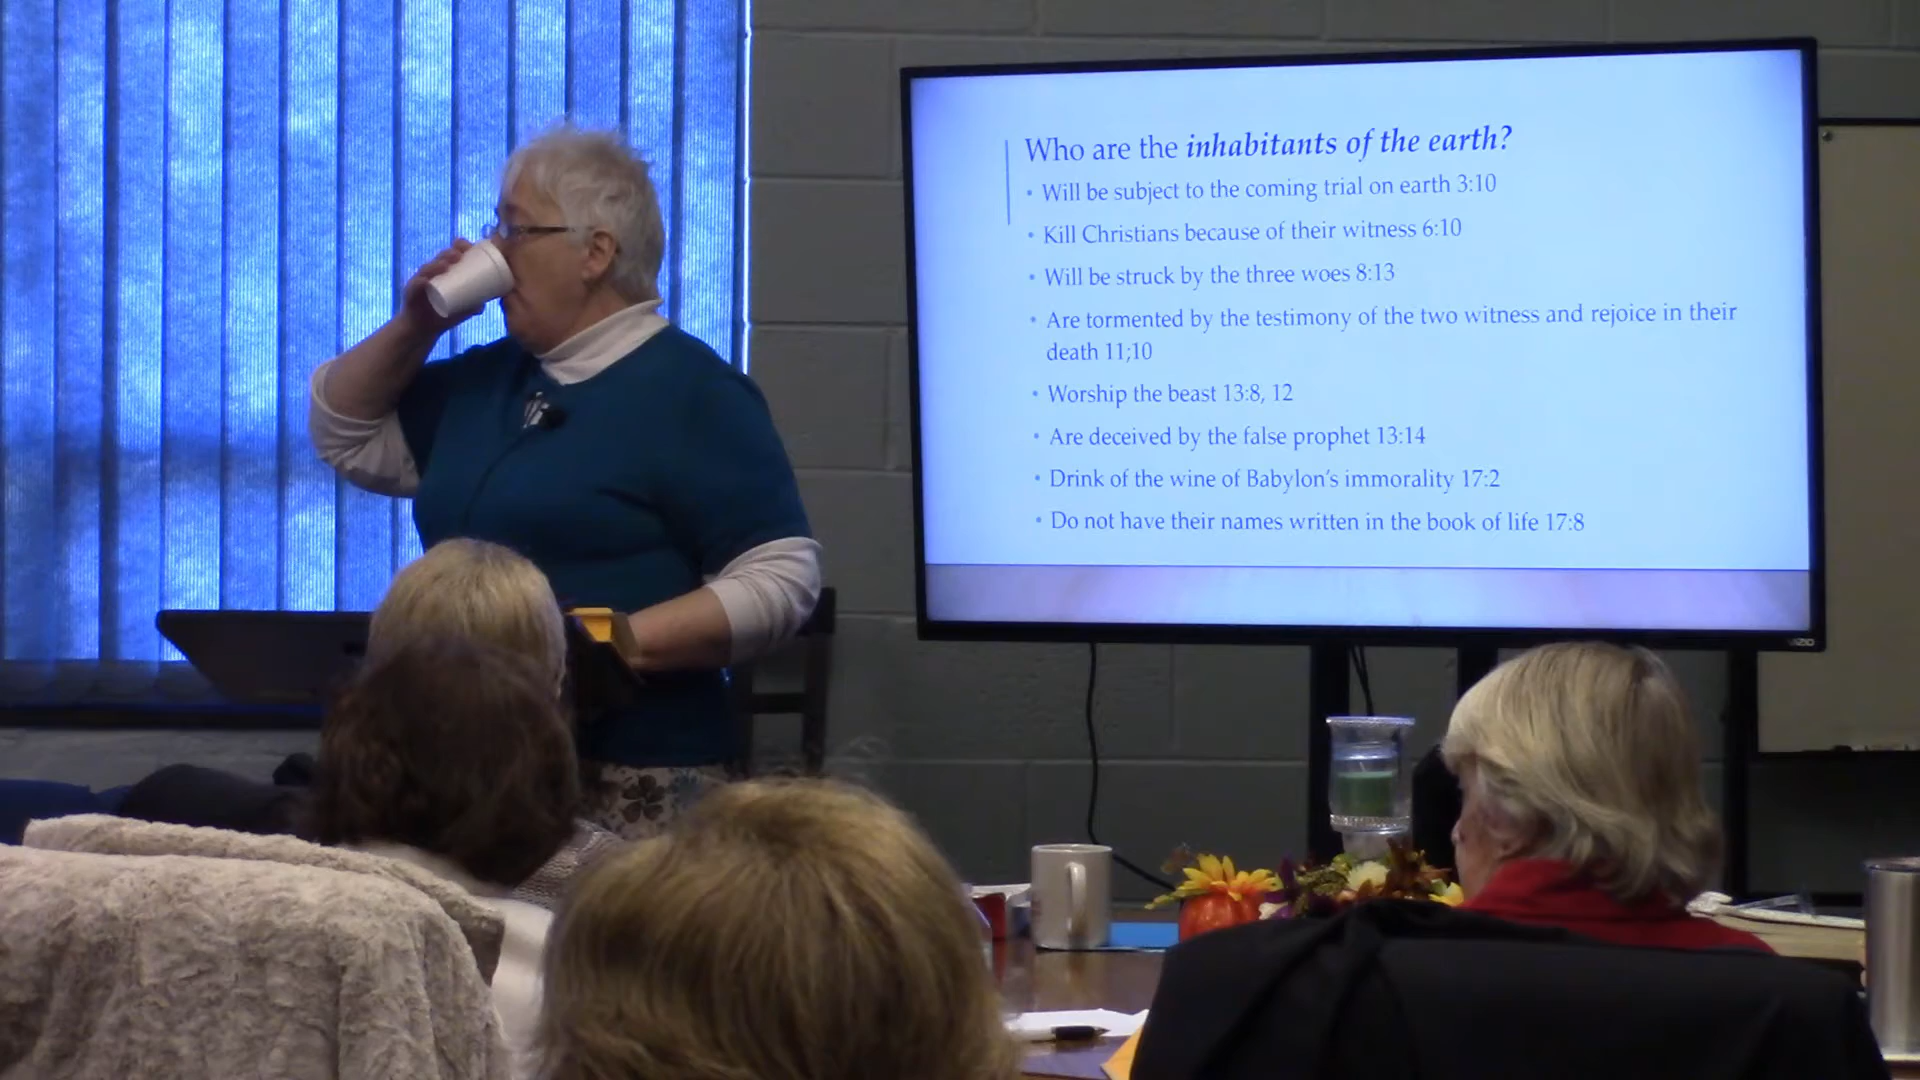 Who are the inhabitants of the earth?
• Will be subject to the coming trial on earth 3:10
• Kill Christians because of their witness 6:10
• Will be struck by the three woes 8:13
• Are tormented by the testimony of the two witness and rejoice in their
death 11;10
• Worship the beast 13:8, 12
• Are deceived by the false prophet 13:14
• Drink of the wine of Babylon's immorality 17:2
• Do not have their names written in the book of life 17:8
VIZIO